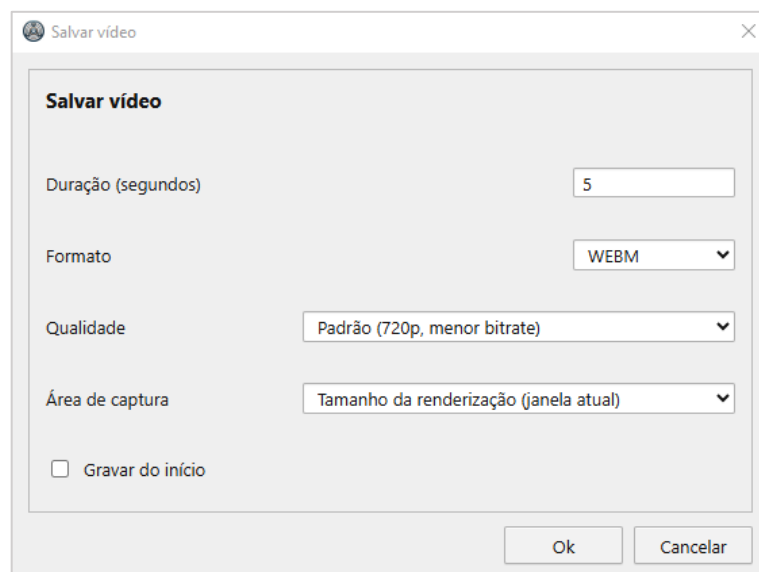 Salvar vídeo
Salvar vídeo
Duração (segundos) 5
Formato WEBM
Qualidade Padrão (720p, menor bitrate)
Área de captura Tamanho da renderização (janela atual)
Gravar do início
Ok Cancelar